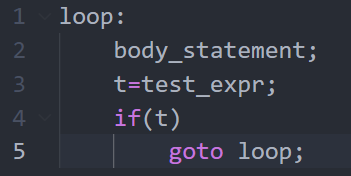 1 loop:
2     body_statement;
3     t=test_expr;
4     if(t)
5         goto loop;